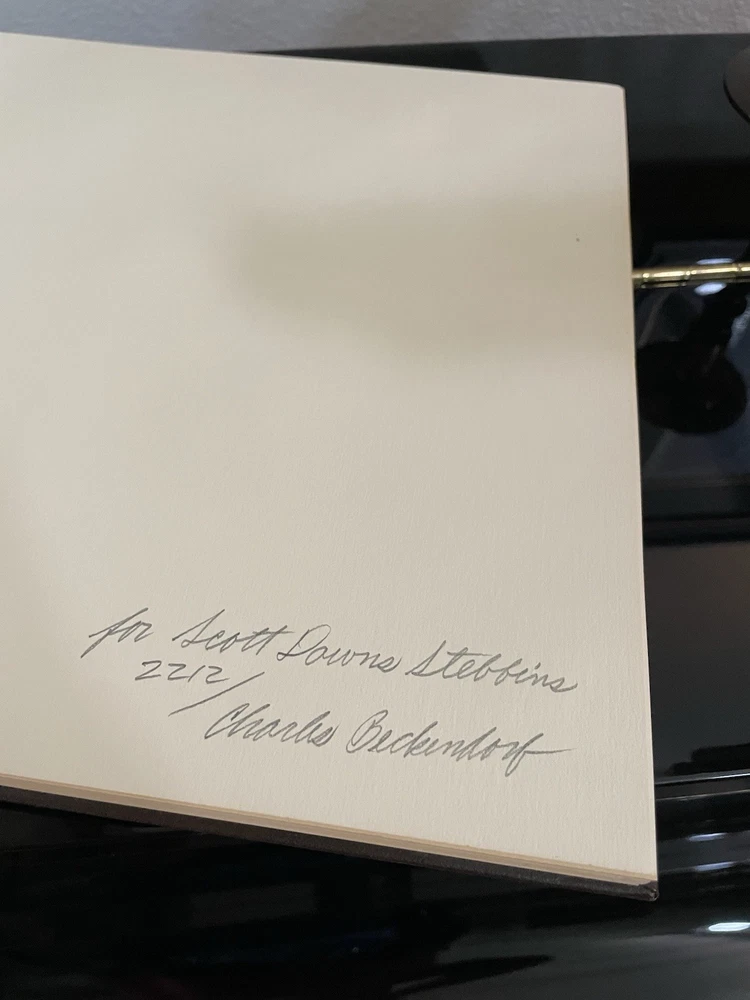 for Scott Downs Stebbins
2212/
Charles Beckendorf